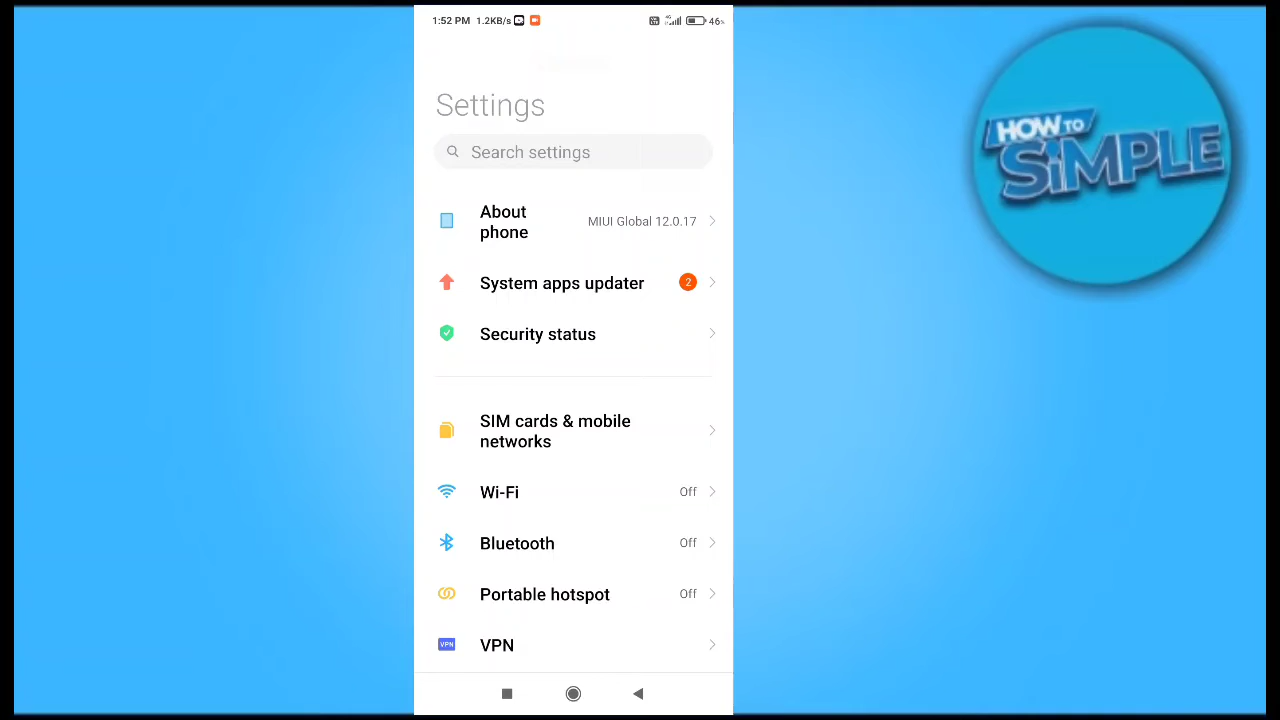 1:52 PM 1.2KB/s 4G 46%
HOW TO
SiMPLE
Settings
Search settings
About
phone
MIUI Global 12.0.17
System apps updater 2
Security status
SIM cards & mobile
networks
Wi-Fi Off
Bluetooth Off
Portable hotspot Off
VPN VPN